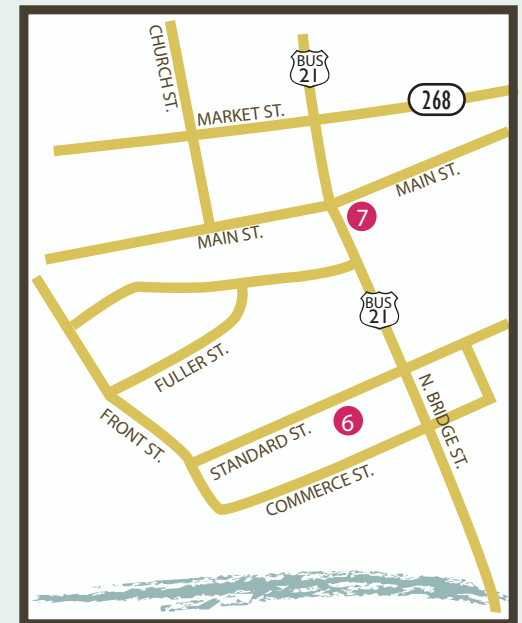 CHURCH ST.
BUS
21
268
MARKET ST.
MAIN ST.
7
MAIN ST.
BUS
21
FULLER ST.
N. BRIDGE ST.
FRONT ST.
6
STANDARD ST.
COMMERCE ST.